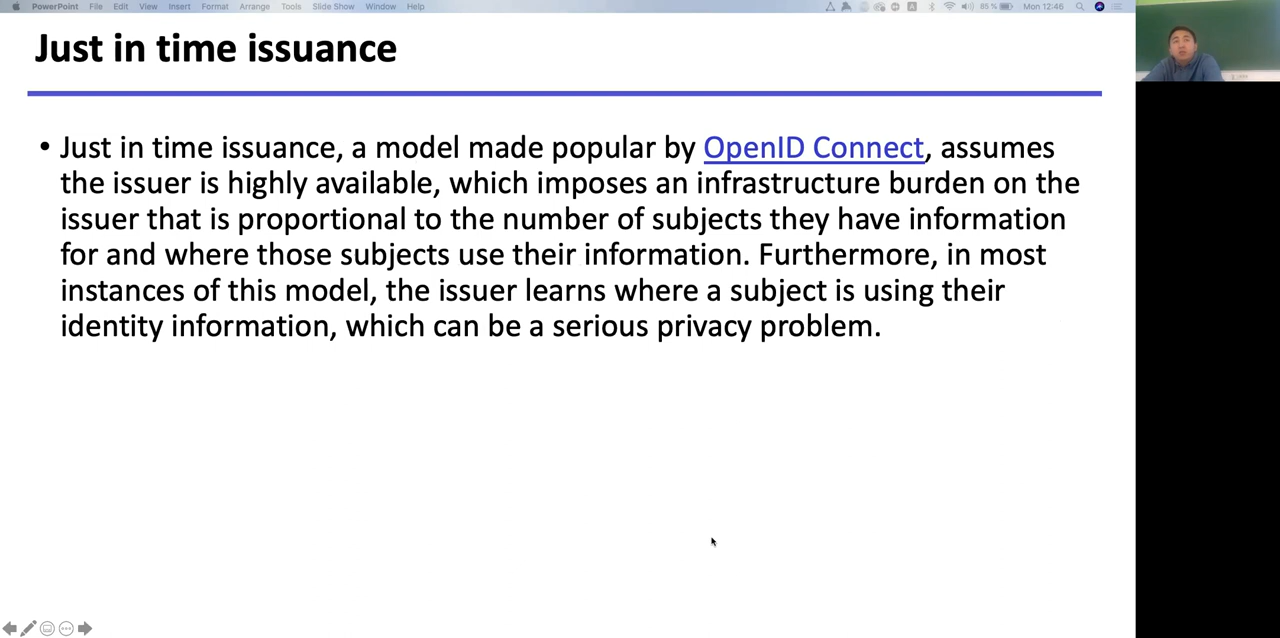 PowerPoint File Edit View Insert Format Arrange Tools Slide Show Window Help 85% Mon 12:46
Just in time issuance
• Just in time issuance, a model made popular by OpenID Connect, assumes
the issuer is highly available, which imposes an infrastructure burden on the
issuer that is proportional to the number of subjects they have information
for and where those subjects use their information. Furthermore, in most
instances of this model, the issuer learns where a subject is using their
identity information, which can be a serious privacy problem.